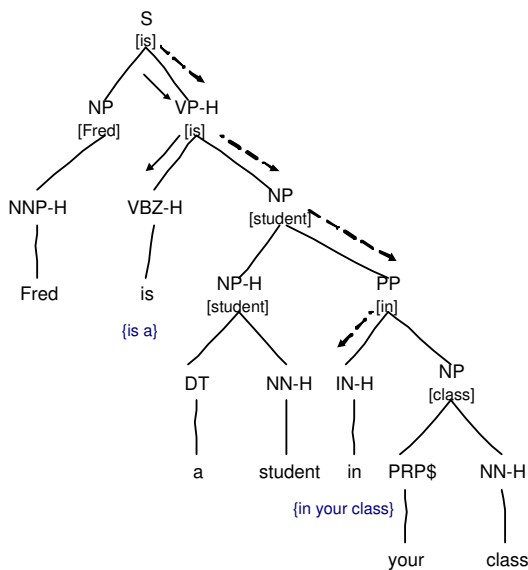 S
[is]
NP VP-H
[Fred] [is]
NNP-H VBZ-H NP
[student]
Fred is NP-H PP
[student] [in]
{is a}
DT NN-H IN-H NP
[class]
a student in PRP$ NN-H
{in your class}
your class